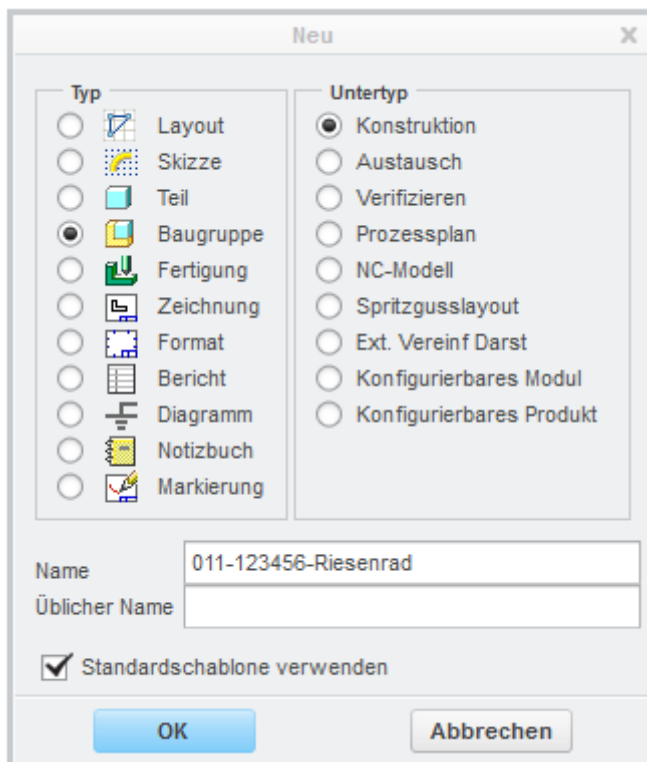 Neu
Typ
Layout
Skizze
Teil
Baugruppe
Fertigung
Zeichnung
Format
Bericht
Diagramm
Notizbuch
Markierung
Untertyp
Konstruktion
Austausch
Verifizieren
Prozessplan
NC-Modell
Spritzgusslayout
Ext. Vereinf Darst
Konfigurierbares Modul
Konfigurierbares Produkt
Name 011-123456-Riesenrad
Üblicher Name
Standardschablone verwenden
OK Abbrechen